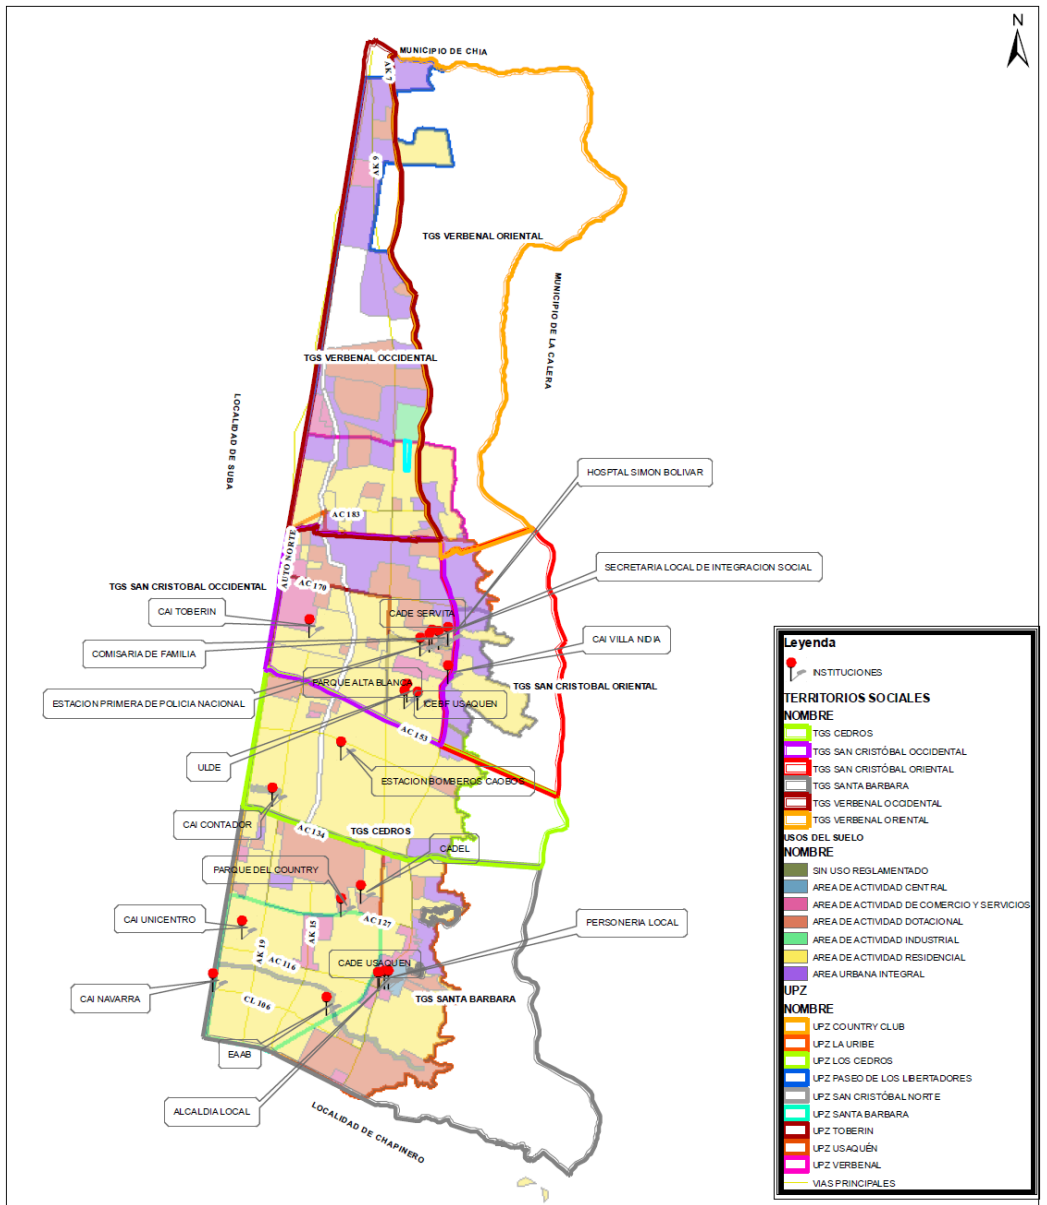 N
MUNICIPIO DE CHIA
AK 7
AK 9
TGS VERBENAL ORIENTAL
MUNICIPIO DE LA CALERA
TGS VERBENAL OCCIDENTAL
LOCALIDAD DE SUBA
HOSPTAL SIMON BOLIVAR
AC 183
AUTO NORTE
SECRETARIA LOCAL DE INTEGRACION SOCIAL
TGS SAN CRISTOBAL OCCIDENTAL
AC 170
CAI TOBERIN
CADE SERVITA
CAI VILLA NIDIA
COMISARIA DE FAMILIA
PARQUE ALTA BLANCA
TGS SAN CRISTOBAL ORIENTAL
ESTACION PRIMERA DE POLICIA NACIONAL
ICBF USAQUEN
AC 153
ULDE
ESTACION BOMBEROS CAOBOS
CAI CONTADOR
AC 134
TGS CEDROS
CADEL
PARQUE DEL COUNTRY
CAI UNICENTRO
AC 127
PERSONERIA LOCAL
AK 15
AK 19
AC 116
CADE USAQUEN
CAI NAVARRA
CL 106
TGS SANTA BARBARA
EAAB
ALCALDIA LOCAL
LOCALIDAD DE CHAPINERO
Leyenda
INSTITUCIONES
TERRITORIOS SOCIALES
NOMBRE
TGS CEDROS
TGS SAN CRISTÓBAL OCCIDENTAL
TGS SAN CRISTÓBAL ORIENTAL
TGS SANTA BARBARA
TGS VERBENAL OCCIDENTAL
TGS VERBENAL ORIENTAL
USOS DEL SUELO
NOMBRE
SIN USO REGLAMENTADO
AREA DE ACTIVIDAD CENTRAL
AREA DE ACTIVIDAD DE COMERCIO Y SERVICIOS
AREA DE ACTIVIDAD DOTACIONAL
AREA DE ACTIVIDAD INDUSTRIAL
AREA DE ACTIVIDAD RESIDENCIAL
AREA URBANA INTEGRAL
UPZ
NOMBRE
UPZ COUNTRY CLUB
UPZ LA URIBE
UPZ LOS CEDROS
UPZ PASEO DE LOS LIBERTADORES
UPZ SAN CRISTÓBAL NORTE
UPZ SANTA BARBARA
UPZ TOBERIN
UPZ USAQUÉN
UPZ VERBENAL
VIAS PRINCIPALES